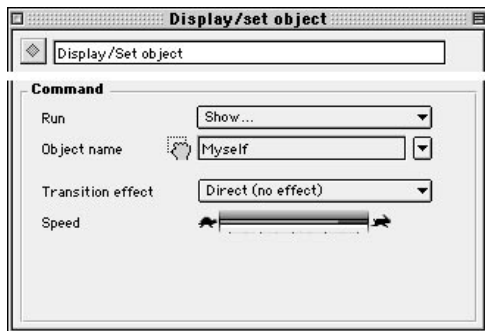 Display/set object
Display/Set object
Command
Run Show...
Object name Myself
Transition effect Direct (no effect)
Speed